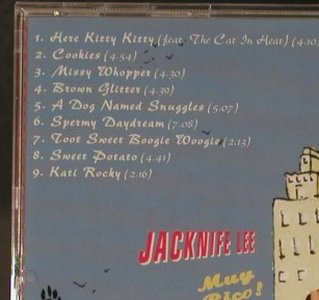 1. Here Kitty Kitty (feat. The Cat In Heat) (4.10)
2. Cookies (4.54)
3. Missy Whopper (4.30)
4. Brown Glitter (4.30)
5. A Dog Named Snuggles (5.07)
6. Spermy Daydream (7.08)
7. Toot Sweet Boogie Woogie (2.13)
8. Sweet Potato (4.41)
9. Kati Rocky (2.16)
JACKNIFE LEE
Muy
Rico!